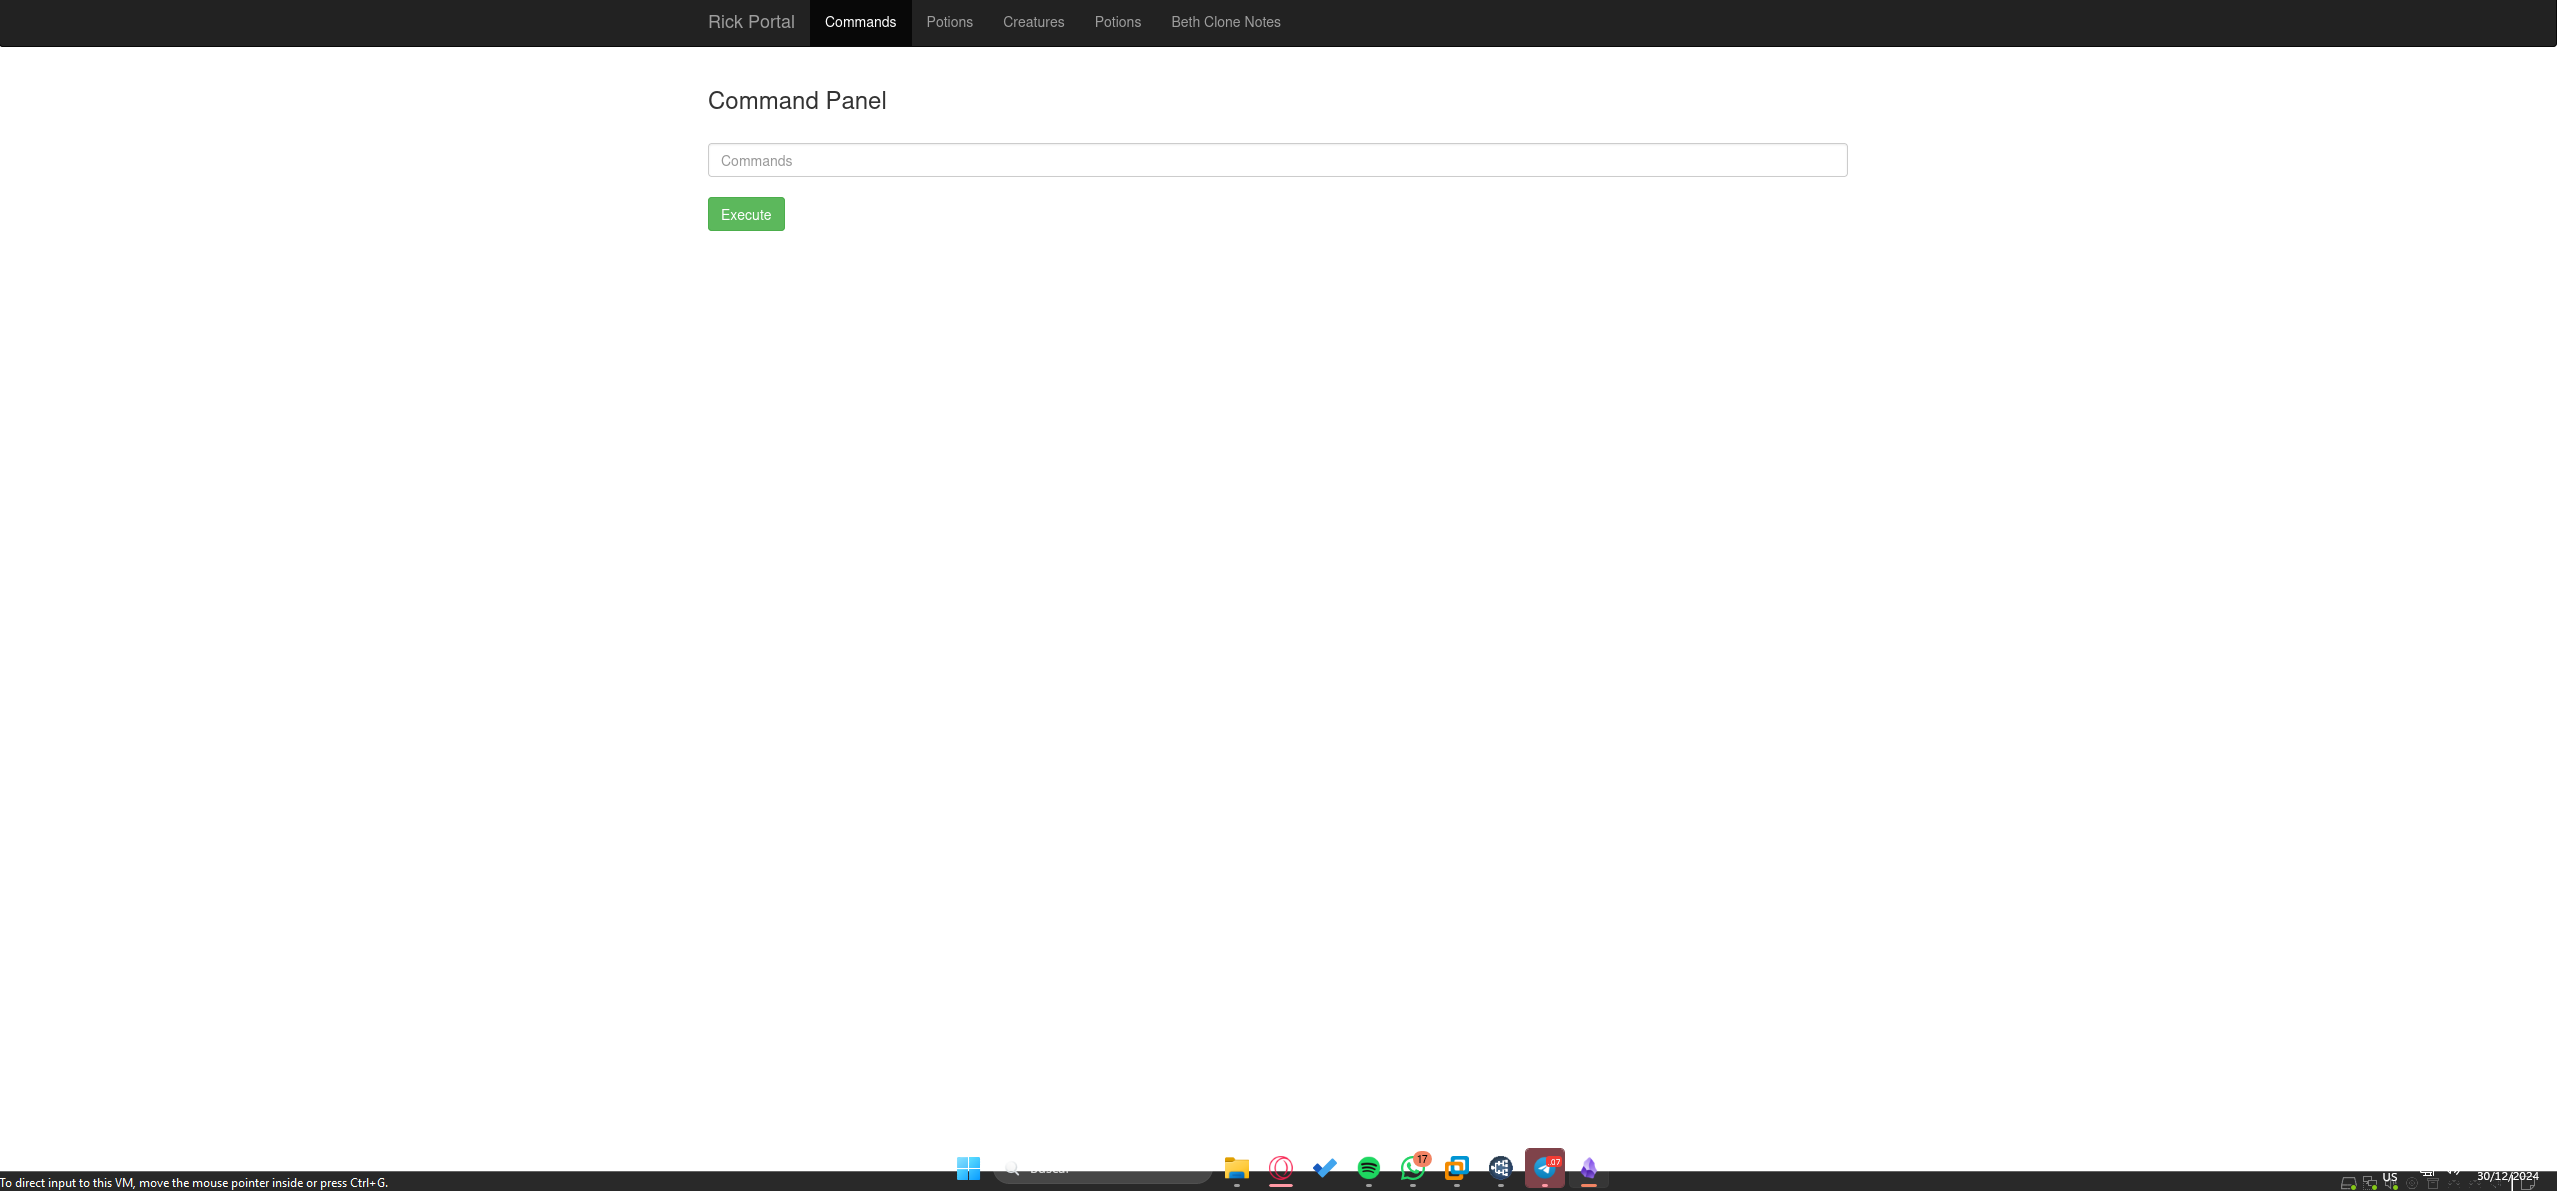 Rick Portal Commands Potions Creatures Potions Beth Clone Notes
Command Panel
Commands
Execute
17
To direct input to this VM, move the mouse pointer inside or press Ctrl+G.
US
30/12/2024